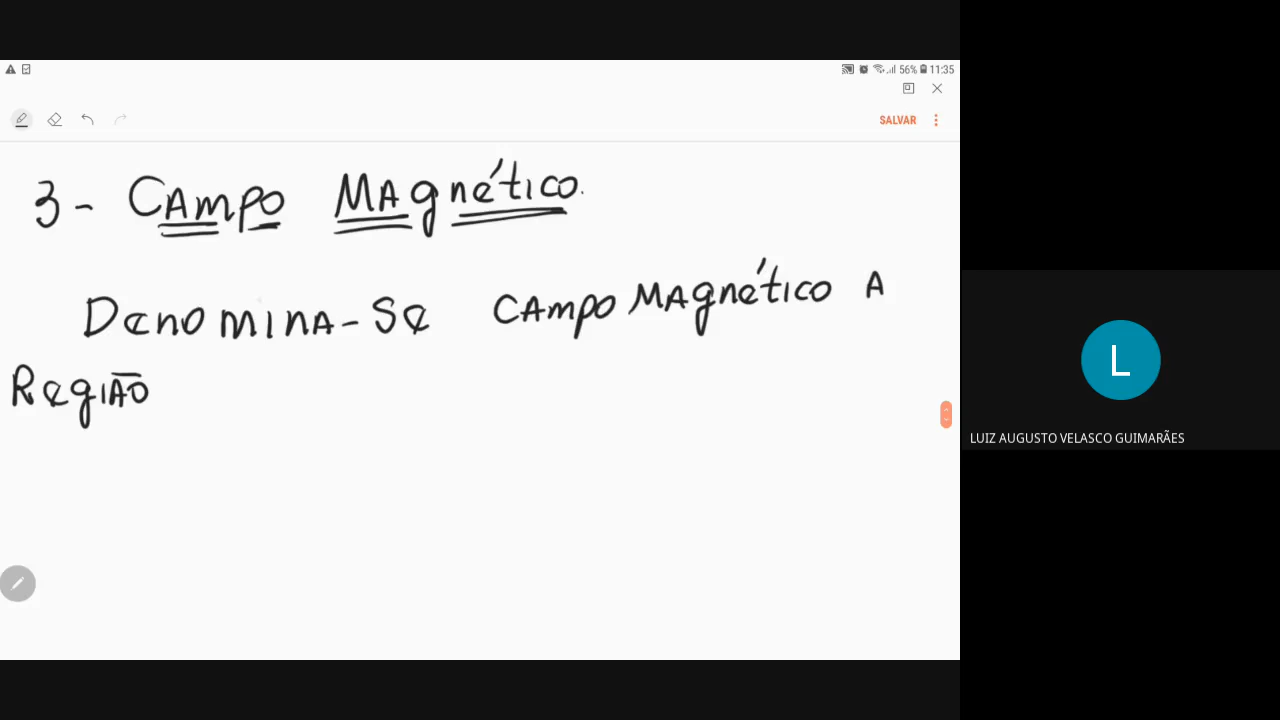 56% 11:35
SALVAR
3- CAmpo MAgnético.
DenominA-Se CAmpo MAgnético A
RegiÃo
L
LUIZ AUGUSTO VELASCO GUIMARÃES